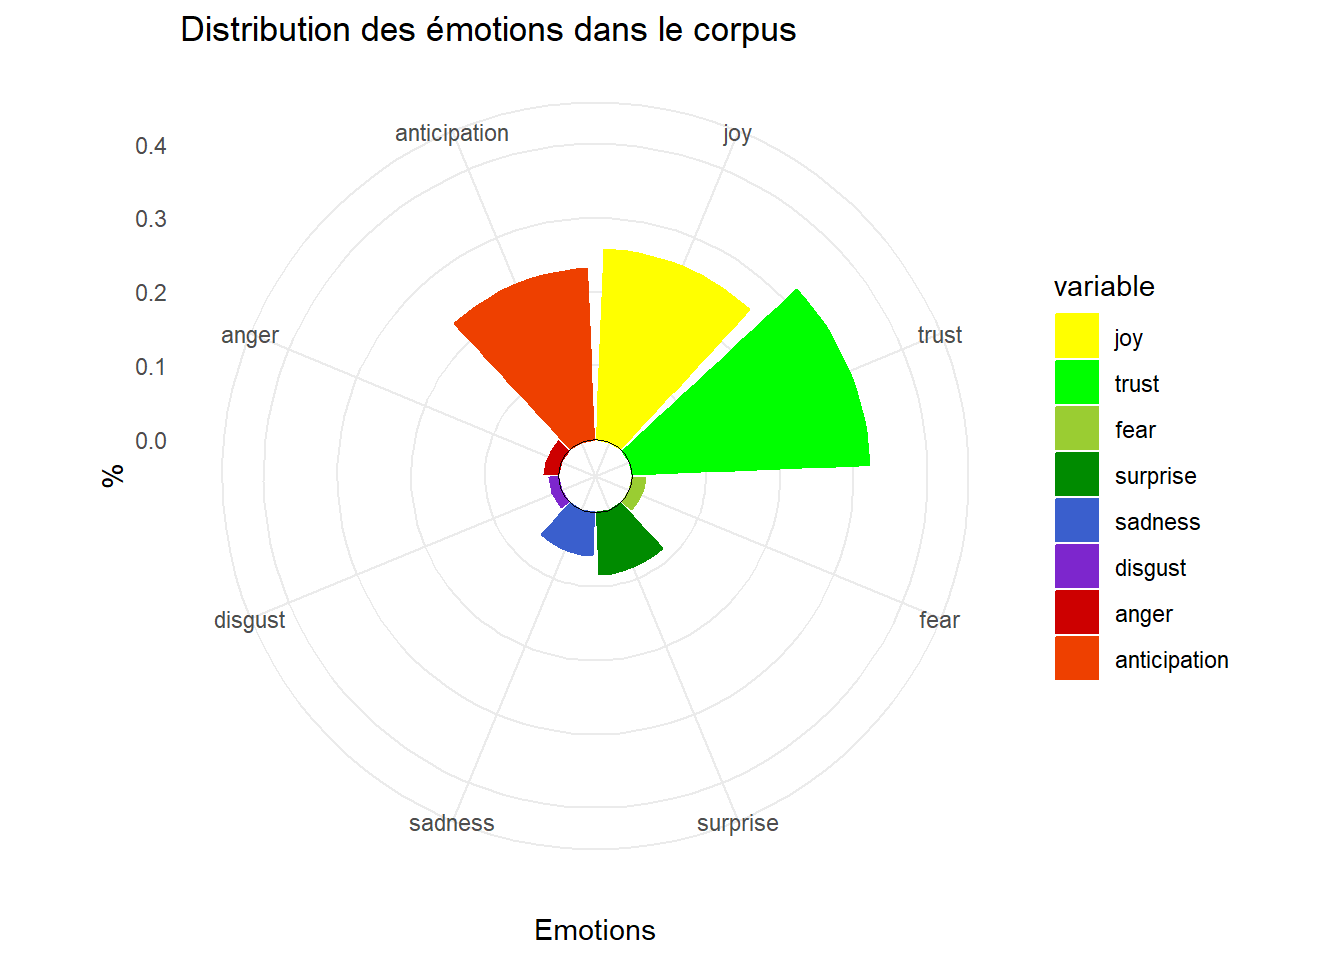 Distribution des émotions dans le corpus
anticipation
joy
0.4
0.3
0.2
anger
trust
0.1
0.0
%
disgust
fear
sadness
surprise
Emotions
variable
joy
trust
fear
surprise
sadness
disgust
anger
anticipation